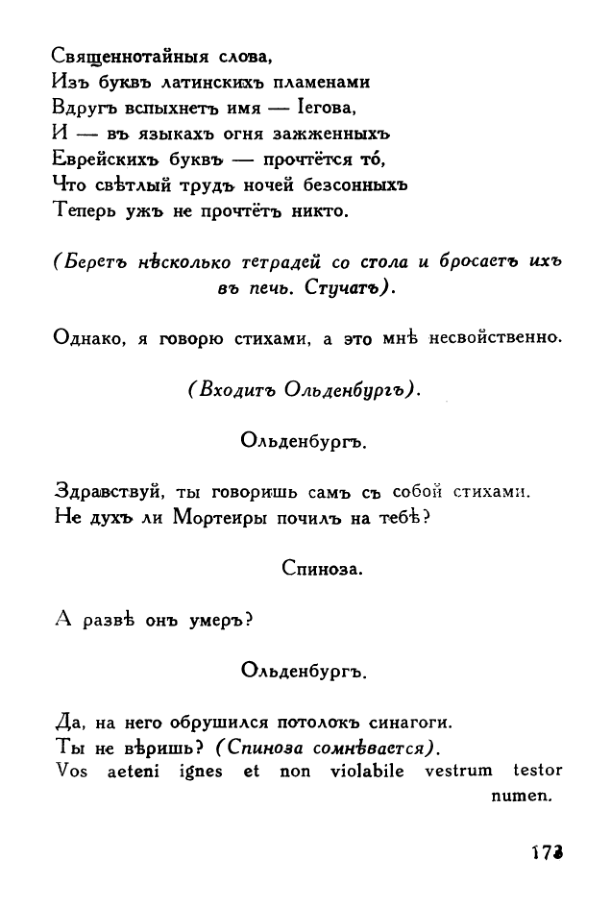 Священнотайныя слова,
Изъ буквъ латинскихъ пламенами
Вдругъ вспыхнетъ имя — Іегова,
И — въ языкахъ огня зажженныхъ
Еврейскихъ буквъ — прочтётся то́,
Что свѣтлый трудъ ночей безсонныхъ
Теперь ужъ не прочтётъ никто.
(Беретъ нѣсколько тетрадей со стола и бросаетъ ихъ
въ печь. Стучатъ).
Однако, я говорю стихами, а это мнѣ несвойственно.
(Входитъ Ольденбургъ).
Ольденбургъ.
Здравствуй, ты говоришь самъ съ собой стихами.
Не духъ ли Мортеиры почилъ на тебѣ?
Спиноза.
А развѣ онъ умеръ?
Ольденбургъ.
Да, на него обрушился потолокъ синагоги.
Ты не вѣришь? (Спиноза сомнѣвается).
Vos aeteni ignes et non violabile vestrum testor
numen.
173